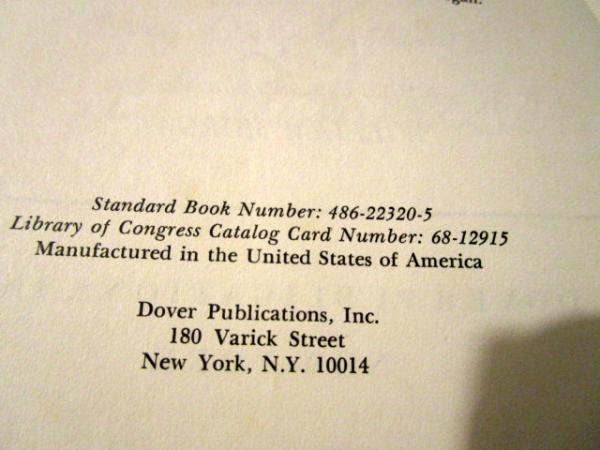 Standard Book Number: 486-22320-5
Library of Congress Catalog Card Number: 68-12915
Manufactured in the United States of America
Dover Publications, Inc.
180 Varick Street
New York, N.Y. 10014